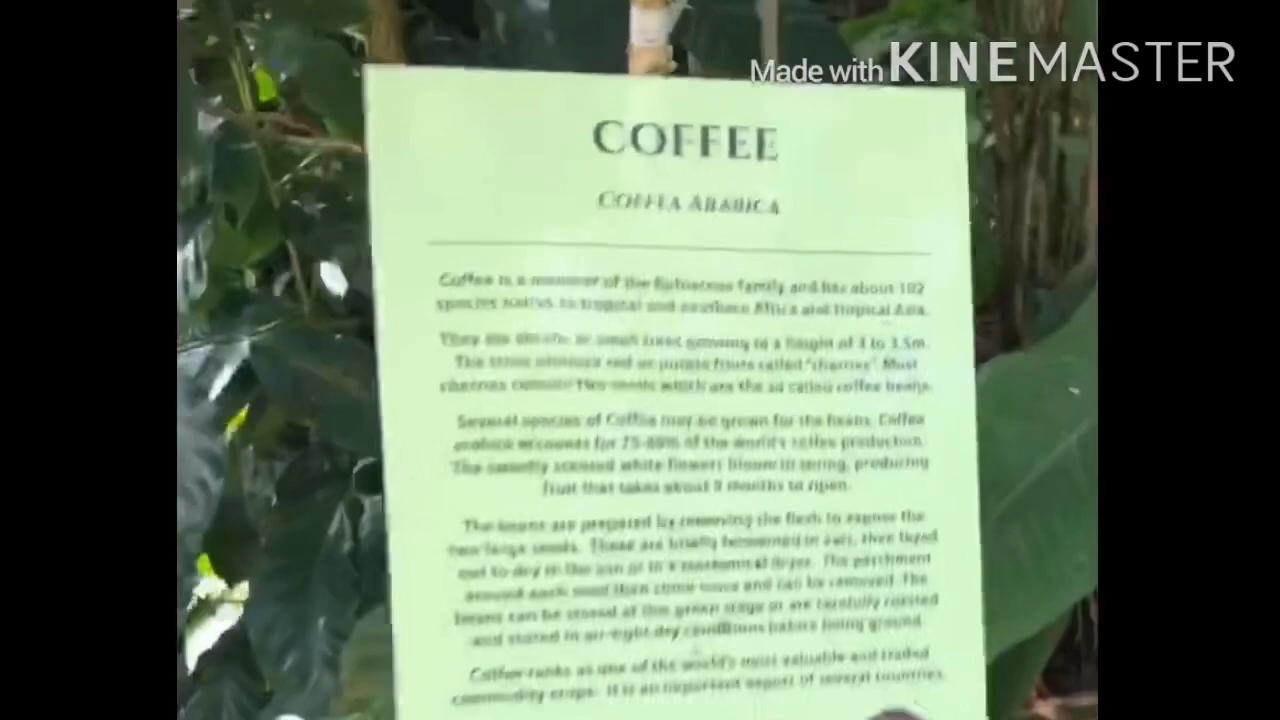 Made with KINEMASTER
COFFEE
COFFEA ARABICA
Coffee is a member of the family and has about 102
species native to tropical and southern Africa and tropical Asia.
They are shrubs or small trees growing to a height of 3 to 3.5m.
The trees produce red or purple fruits called "cherries". Most
cherries contain two seeds which are the so called coffee beans.
Several species of Coffea may be grown for the beans. Coffea
arabica accounts for 75-80% of the world's coffee production.
The sweetly scented white flowers bloom in spring, producing
fruit that takes about 9 months to ripen.
The beans are prepared by removing the flesh to expose the
two large seeds. These are briefly fermented in vats, then
out to dry in the sun or in a mechanical dryer. The parchment
around each seed then come loose and can be removed. The
beans can be stored at this green stage or are carefully roasted
and stored in air-tight dry conditions before being ground.
Coffee ranks as one of the world's most valuable and traded
commodity crops. It is an important export of several countries.